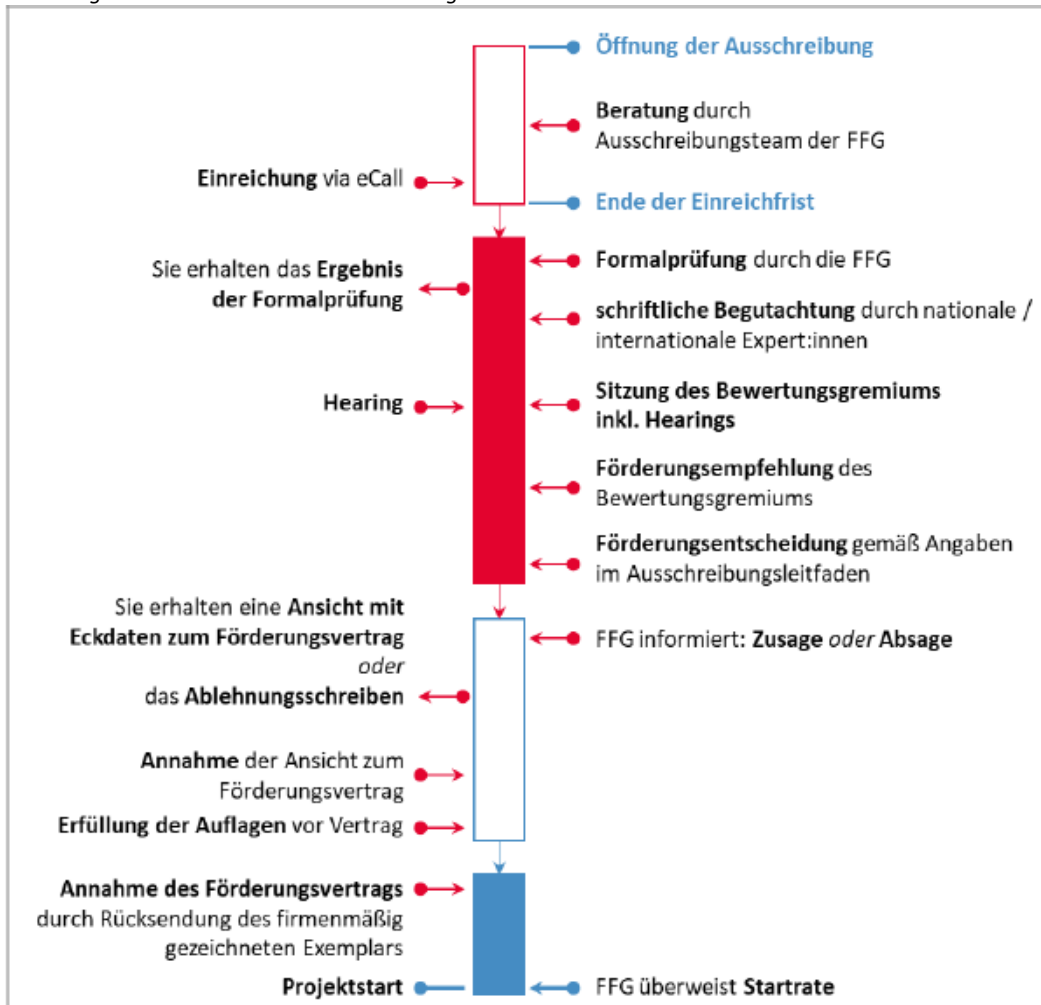 Öffnung der Ausschreibung
Beratung durch
Ausschreibungsteam der FFG
Einreichung via eCall
Ende der Einreichfrist
Formalprüfung durch die FFG
Sie erhalten das Ergebnis
der Formalprüfung
schriftliche Begutachtung durch nationale /
internationale Expert:innen
Hearing
Sitzung des Bewertungsgremiums
inkl. Hearings
Förderungsempfehlung des
Bewertungsgremiums
Förderungsentscheidung gemäß Angaben
im Ausschreibungsleitfaden
Sie erhalten eine Ansicht mit
Eckdaten zum Förderungsvertrag
oder
das Ablehnungsschreiben
FFG informiert: Zusage oder Absage
Annahme der Ansicht zum
Förderungsvertrag
Erfüllung der Auflagen vor Vertrag
Annahme des Förderungsvertrags
durch Rücksendung des firmenmäßig
gezeichneten Exemplars
Projektstart
FFG überweist Startrate